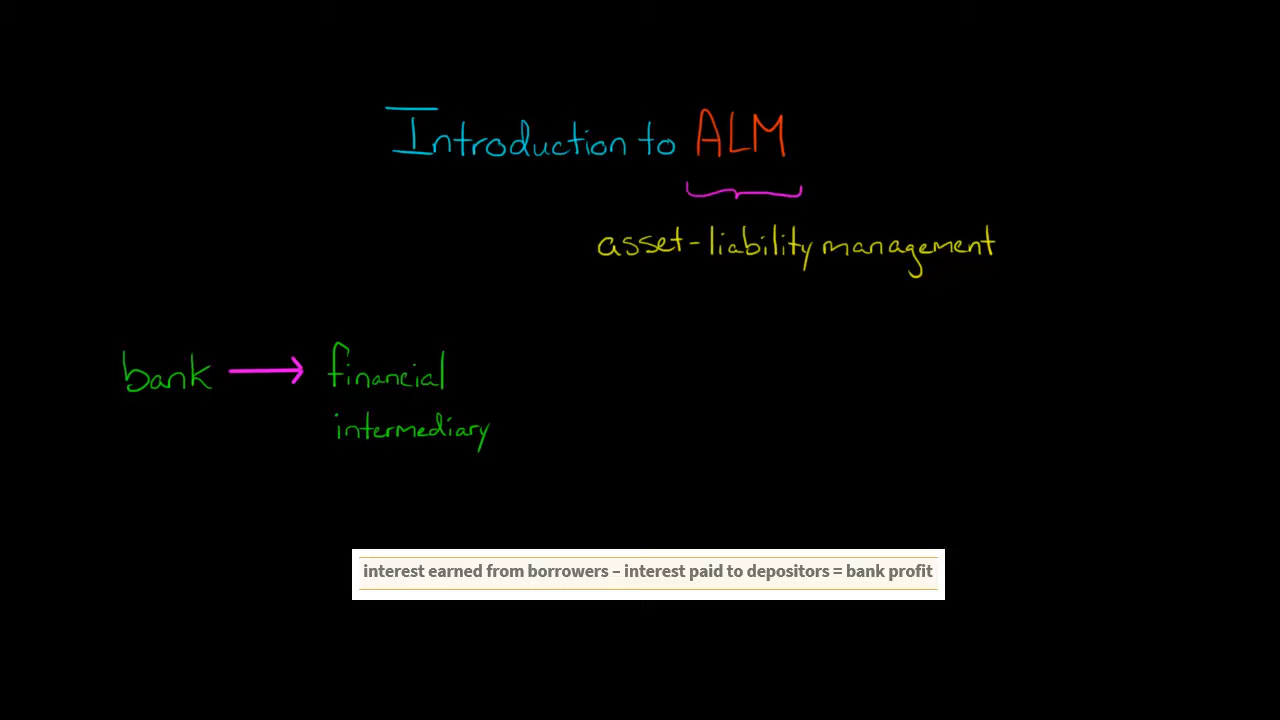 Introduction to ALM
asset-liability management
bank → financial
intermediary
interest earned from borrowers – interest paid to depositors = bank profit